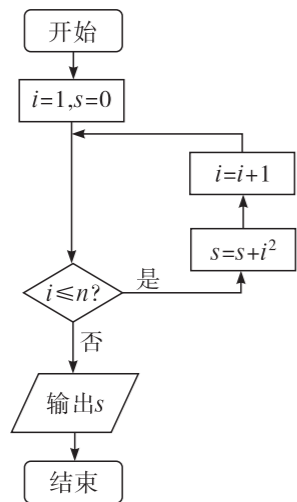 开始
i=1,s=0
i=i+1
s=s+i²
i≤n?
是
否
输出s
结束